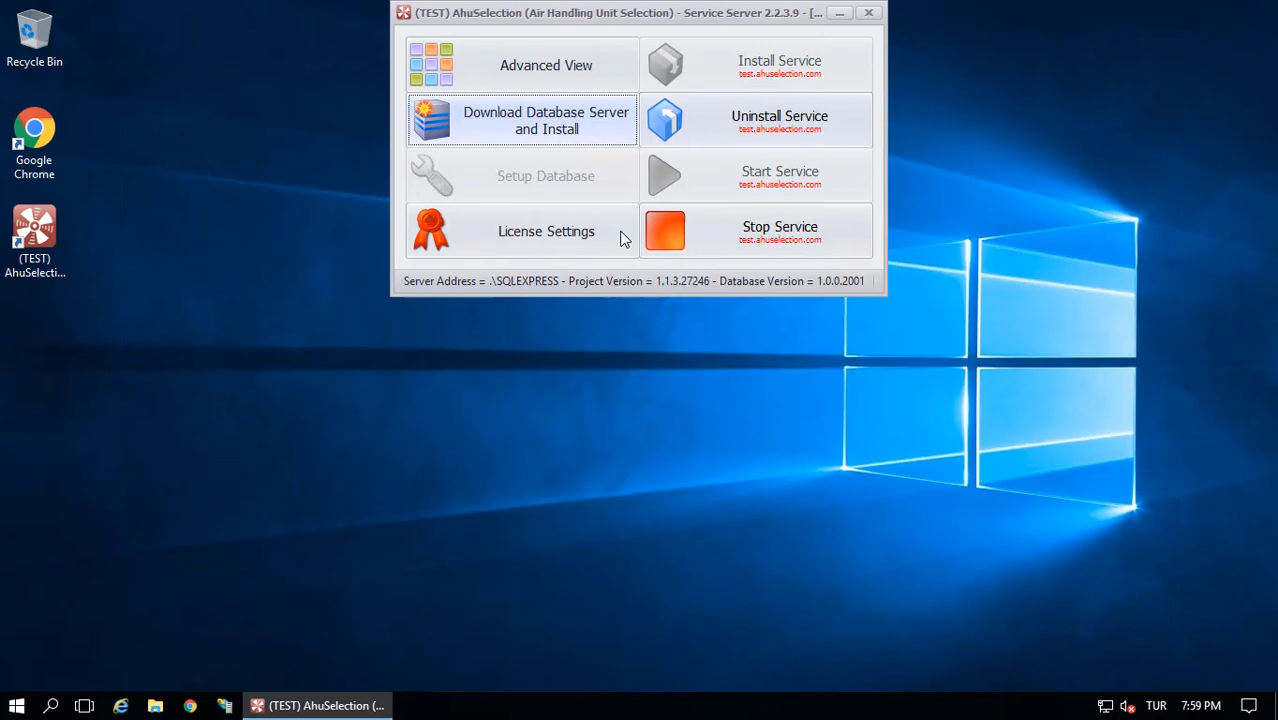 (TEST) AhuSelection (Air Handling Unit Selection) - Service Server 2.2.3.9 - [...
Recycle Bin
Google
Chrome
(TEST)
AhuSelecti...
Advanced View
Install Service
test.ahuselection.com
Download Database Server
and Install
Uninstall Service
test.ahuselection.com
Setup Database
Start Service
test.ahuselection.com
License Settings
Stop Service
test.ahuselection.com
Server Address = .\SQLEXPRESS - Project Version = 1.1.3.27246 - Database Version = 1.0.0.2001
(TEST) AhuSelection (...
TUR
7:59 PM